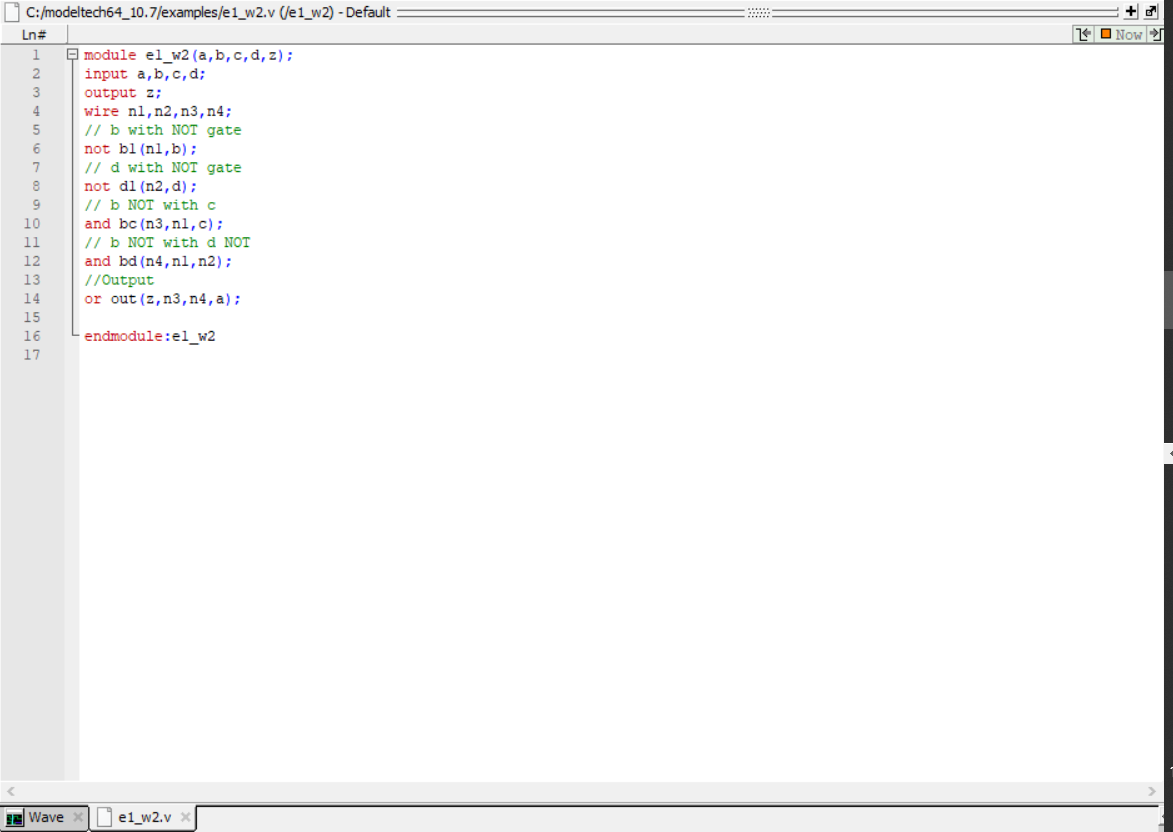 C:/modeltech64_10.7/examples/e1_w2.v (/e1_w2) - Default
Ln#
Now
1 module e1_w2(a,b,c,d,z);
2 input a,b,c,d;
3 output z;
4 wire n1,n2,n3,n4;
5 // b with NOT gate
6 not b1(n1,b);
7 // d with NOT gate
8 not d1(n2,d);
9 // b NOT with c
10 and bc(n3,n1,c);
11 // b NOT with d NOT
12 and bd(n4,n1,n2);
13 //Output
14 or out(z,n3,n4,a);
15
16 endmodule:e1_w2
17
Wave
e1_w2.v